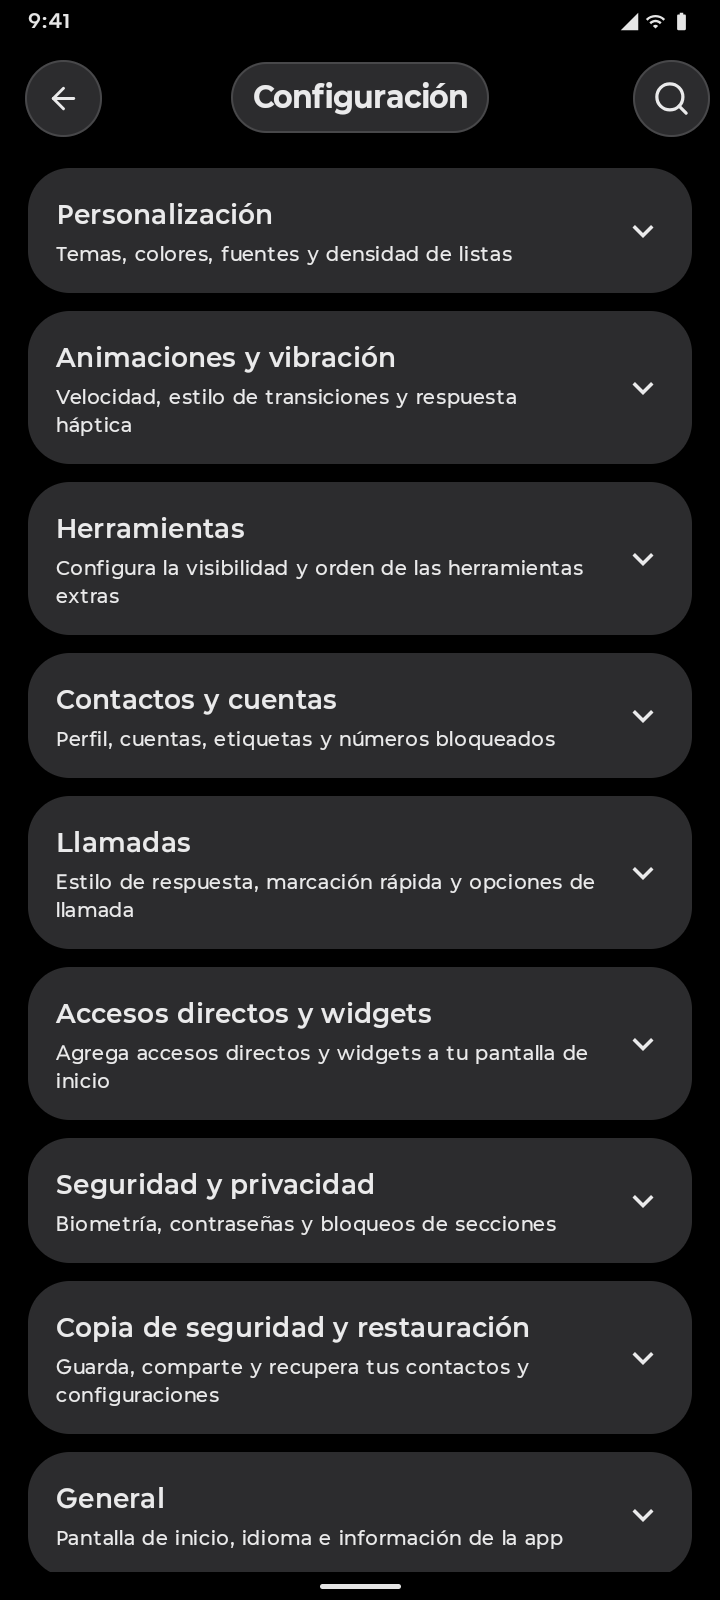 9:41
Configuración
Personalización
Temas, colores, fuentes y densidad de listas
Animaciones y vibración
Velocidad, estilo de transiciones y respuesta
háptica
Herramientas
Configura la visibilidad y orden de las herramientas
extras
Contactos y cuentas
Perfil, cuentas, etiquetas y números bloqueados
Llamadas
Estilo de respuesta, marcación rápida y opciones de
llamada
Accesos directos y widgets
Agrega accesos directos y widgets a tu pantalla de
inicio
Seguridad y privacidad
Biometría, contraseñas y bloqueos de secciones
Copia de seguridad y restauración
Guarda, comparte y recupera tus contactos y
configuraciones
General
Pantalla de inicio, idioma e información de la app